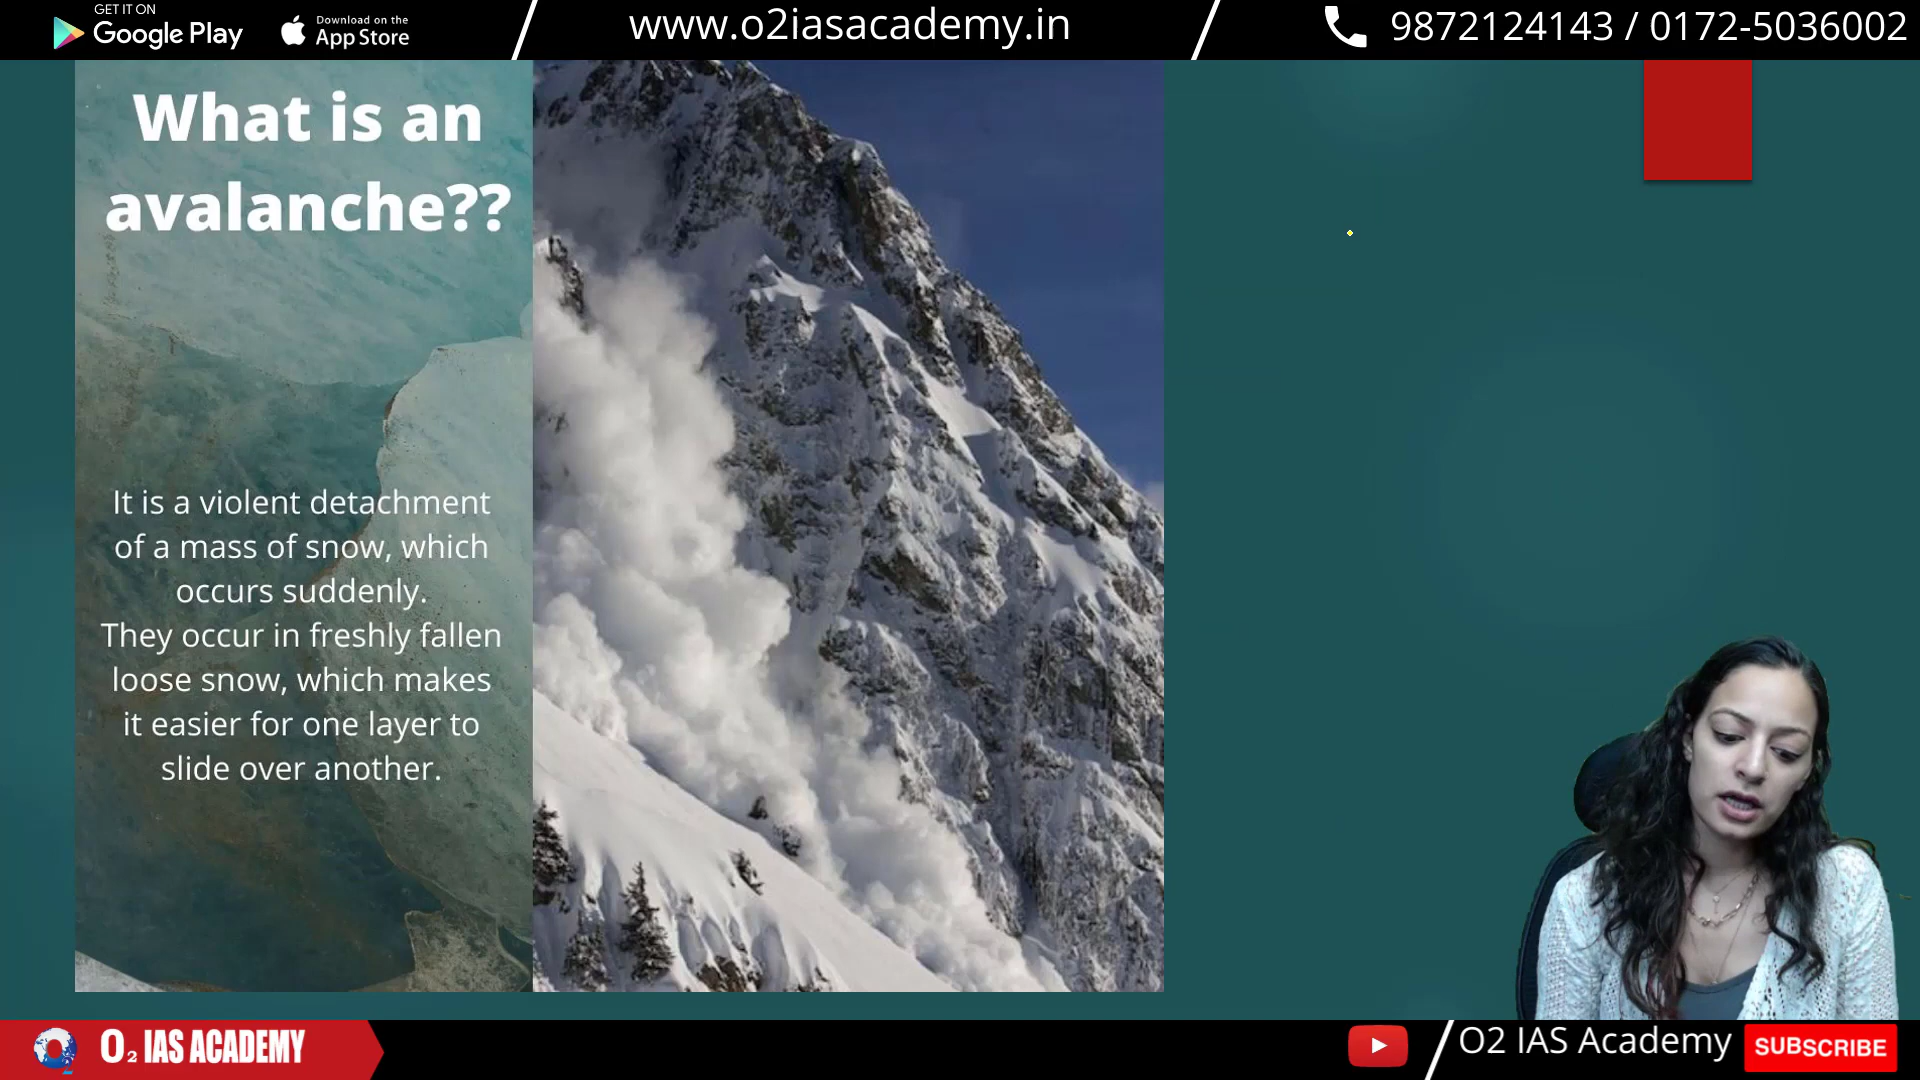 GET IT ON
Google Play
Download on the
App Store
www.o2iasacademy.in
9872124143 / 0172-5036002
What is an
avalanche??
It is a violent detachment
of a mass of snow, which
occurs suddenly.
They occur in freshly fallen
loose snow, which makes
it easier for one layer to
slide over another.
O2 IAS ACADEMY
O2 IAS Academy
SUBSCRIBE